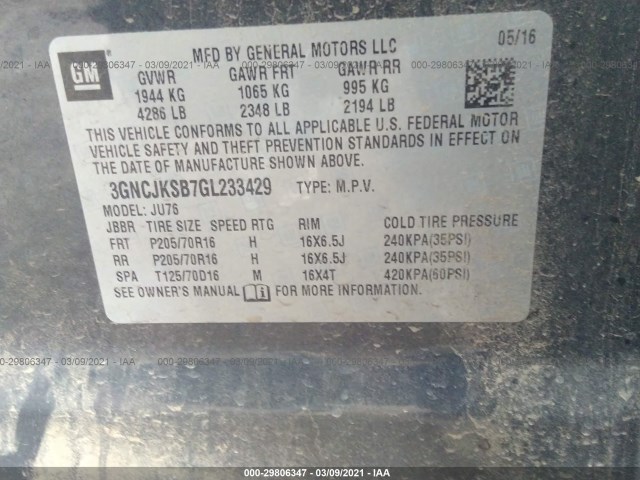 000-29806347 - 03/09/2021 - IAA
GM
MFD BY GENERAL MOTORS LLC 05/16
GVWR GAWR FRT GAWR RR
1944 KG 1065 KG 995 KG
4286 LB 2348 LB 2194 LB
THIS VEHICLE CONFORMS TO ALL APPLICABLE U.S. FEDERAL MOTOR
VEHICLE SAFETY AND THEFT PREVENTION STANDARDS IN EFFECT ON
THE DATE OF MANUFACTURE SHOWN ABOVE.
3GNCJKSB7GL233429 TYPE: M.P.V.
MODEL: JU76
JBBR TIRE SIZE SPEED RTG RIM COLD TIRE PRESSURE
FRT P205/70R16 H 16X6.5J 240KPA(35PSI)
RR P205/70R16 H 16X6.5J 240KPA(35PSI)
SPA T125/70D16 M 16X4T 420KPA(60PSI)
SEE OWNER'S MANUAL FOR MORE INFORMATION.
000-29806347 - 03/09/2021 - IAA
000-29806347 - 03/09/2021 - IAA